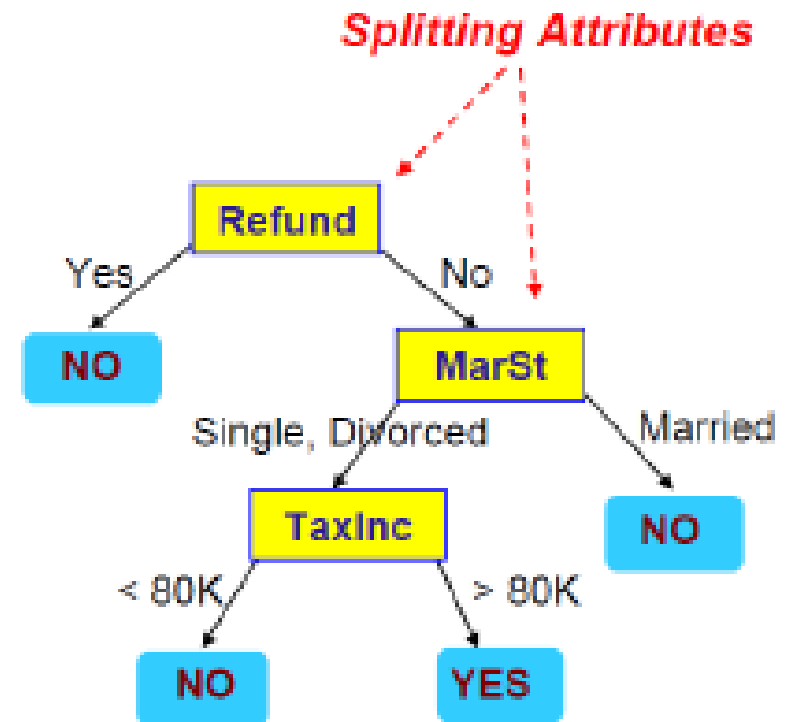 Splitting Attributes
Refund
Yes
No
NO
MarSt
Single, Divorced
Married
TaxInc
NO
< 80K
> 80K
NO
YES